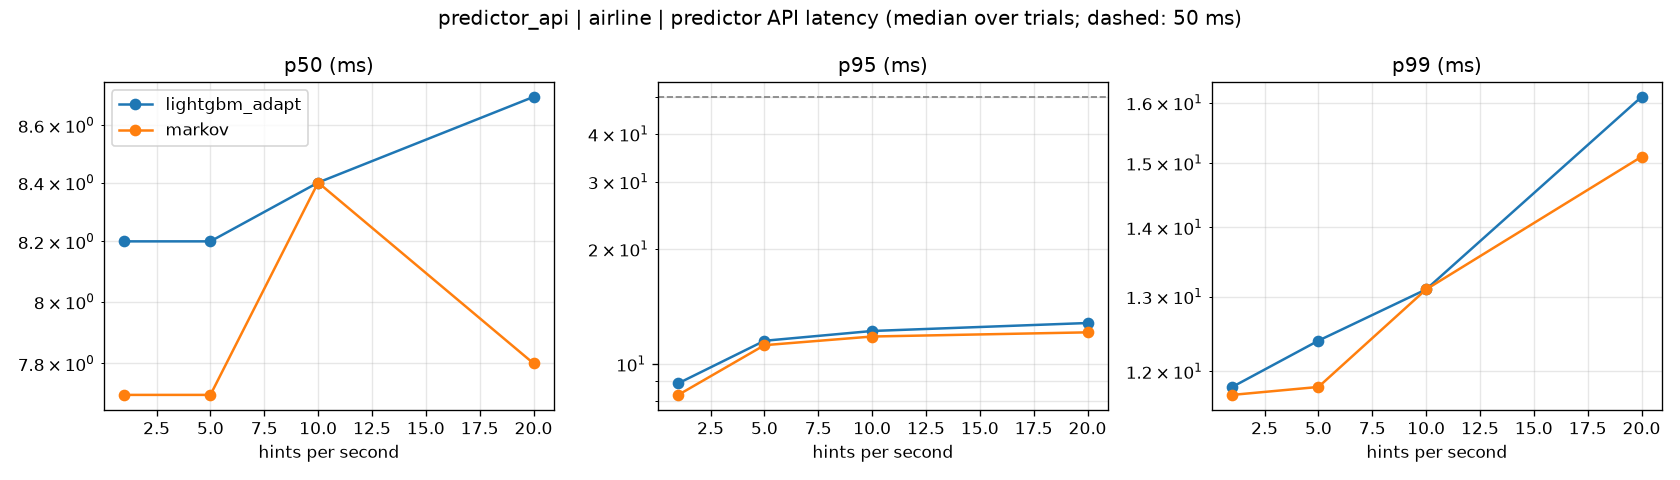 predictor_api | airline | predictor API latency (median over trials; dashed: 50 ms)
p50 (ms)
lightgbm_adapt
markov
8.6 × 10⁰
8.4 × 10⁰
8.2 × 10⁰
8 × 10⁰
7.8 × 10⁰
2.5 5.0 7.5 10.0 12.5 15.0 17.5 20.0
hints per second
p95 (ms)
4 × 10¹
3 × 10¹
2 × 10¹
10¹
2.5 5.0 7.5 10.0 12.5 15.0 17.5 20.0
hints per second
p99 (ms)
1.6 × 10¹
1.5 × 10¹
1.4 × 10¹
1.3 × 10¹
1.2 × 10¹
2.5 5.0 7.5 10.0 12.5 15.0 17.5 20.0
hints per second